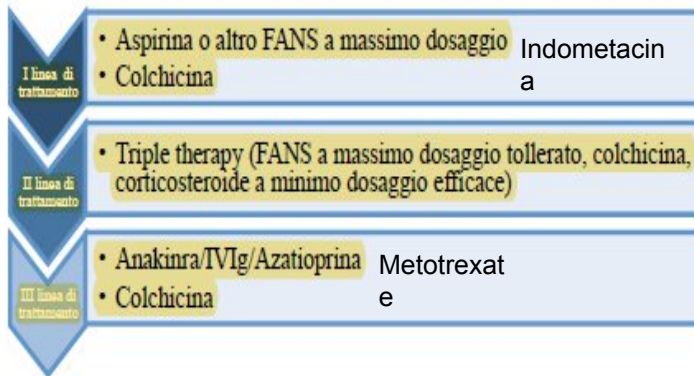 I linea di
trattamento
• Aspirina o altro FANS a massimo dosaggio
• Colchicina
Indometacin
a
II linea di
trattamento
• Triple therapy (FANS a massimo dosaggio tollerato, colchicina,
corticosteroide a minimo dosaggio efficace)
III linea di
trattamento
• Anakinra/IVIg/Azatioprina
• Colchicina
Metotrexat
e